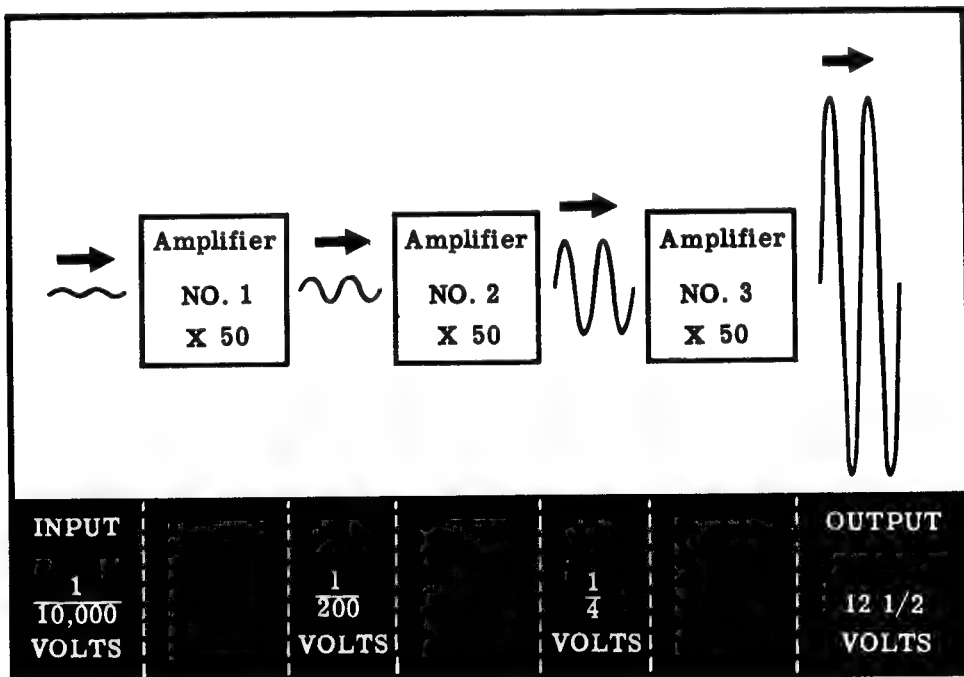 Amplifier
NO. 1
X 50
Amplifier
NO. 2
X 50
Amplifier
NO. 3
X 50
INPUT
1
10,000
VOLTS
1
200
VOLTS
1
4
VOLTS
OUTPUT
12 1/2
VOLTS